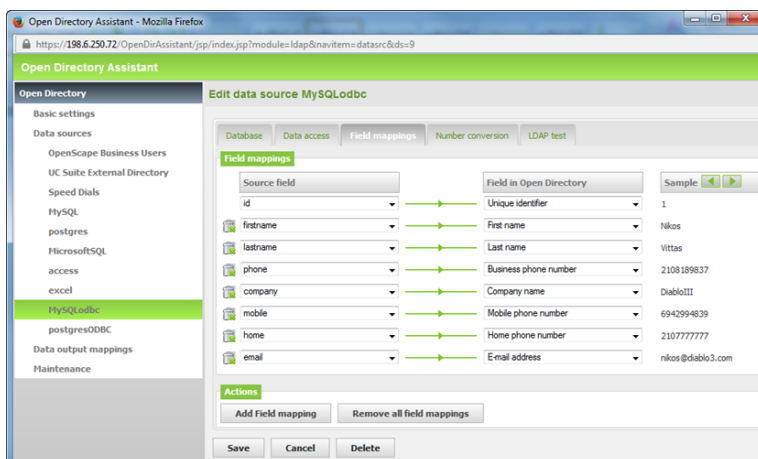 Open Directory Assistant - Mozilla Firefox
https://198.6.250.72/OpenDirAssistant/jsp/index.jsp?module=ldap&navitem=datasrc&ds=9
Open Directory Assistant
Open Directory
Basic settings
Data sources
OpenScape Business Users
UC Suite External Directory
Speed Dials
MySQL
postgres
MicrosoftSQL
access
excel
MySQLodbc
postgresODBC
Data output mappings
Maintenance
Edit data source MySQLodbc
Database Data access Field mappings Number conversion LDAP test
Field mappings
Source field Field in Open Directory Sample
id Unique identifier 1
firstname First name Nikos
lastname Last name Vittas
phone Business phone number 2108189837
company Company name DiabloIII
mobile Mobile phone number 6942994839
home Home phone number 2107777777
email E-mail address nikos@diablo3.com
Actions
Add Field mapping Remove all field mappings
Save Cancel Delete